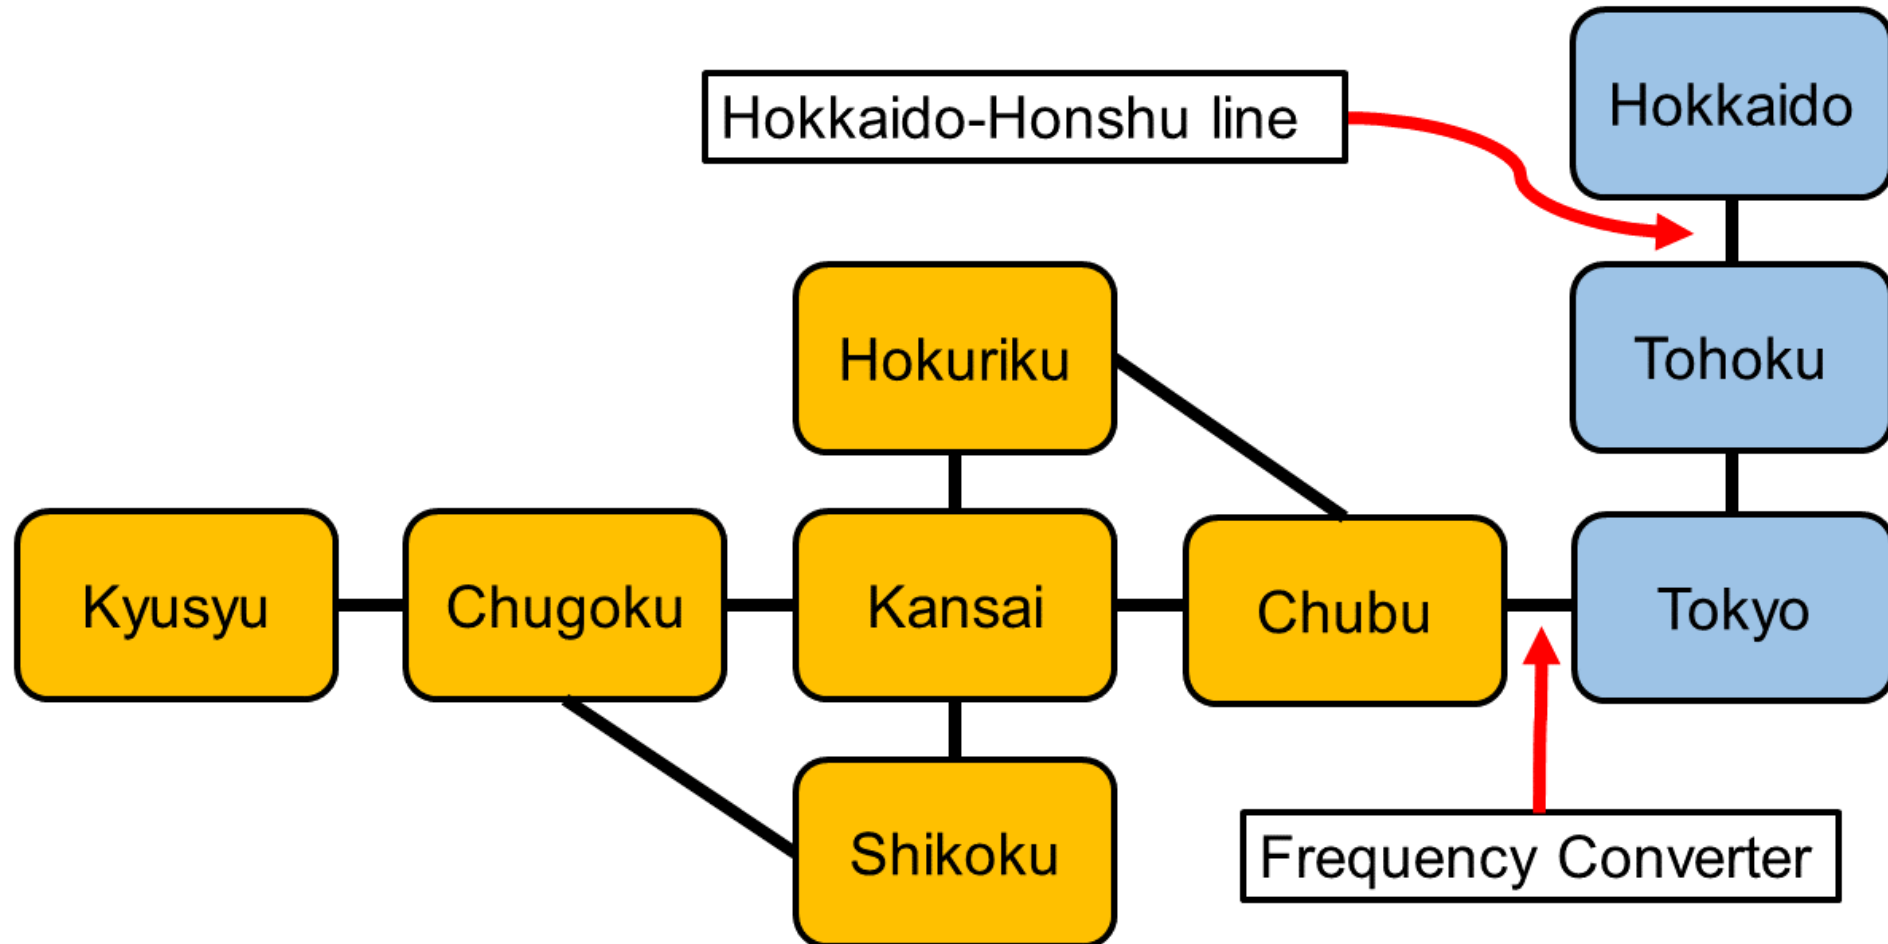 Hokkaido
Hokkaido-Honshu line
Hokuriku
Tohoku
Kyusyu
Chugoku
Kansai
Chubu
Tokyo
Shikoku
Frequency Converter